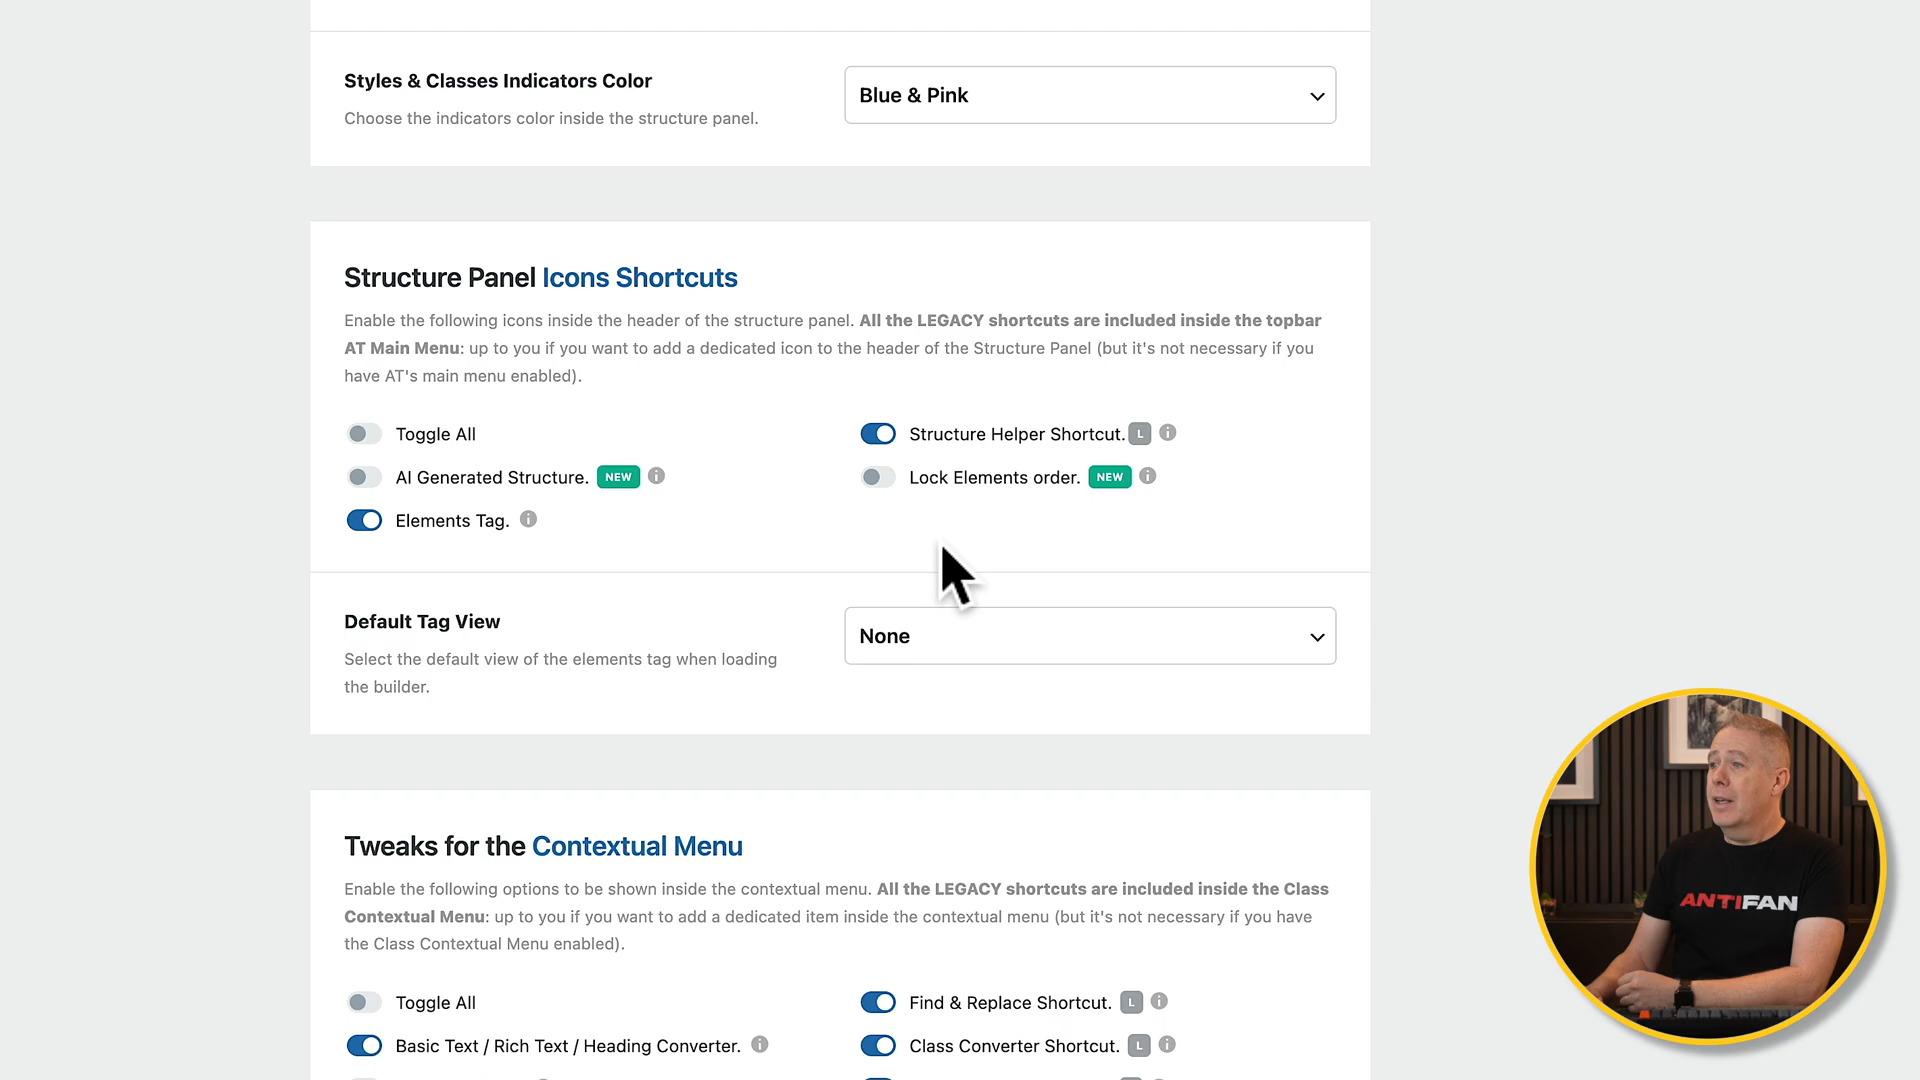 Styles & Classes Indicators Color
Blue & Pink
Choose the indicators color inside the structure panel.
Structure Panel Icons Shortcuts
Enable the following icons inside the header of the structure panel. All the LEGACY shortcuts are included inside the topbar
AT Main Menu: up to you if you want to add a dedicated icon to the header of the Structure Panel (but it's not necessary if you
have AT's main menu enabled).
Toggle All
Structure Helper Shortcut. L
AI Generated Structure. NEW
Lock Elements order. NEW
Elements Tag.
Default Tag View
None
Select the default view of the elements tag when loading
the builder.
Tweaks for the Contextual Menu
Enable the following options to be shown inside the contextual menu. All the LEGACY shortcuts are included inside the Class
Contextual Menu: up to you if you want to add a dedicated item inside the contextual menu (but it's not necessary if you have
the Class Contextual Menu enabled).
Toggle All
Find & Replace Shortcut. L
Basic Text / Rich Text / Heading Converter.
Class Converter Shortcut. L
ANTIFAN